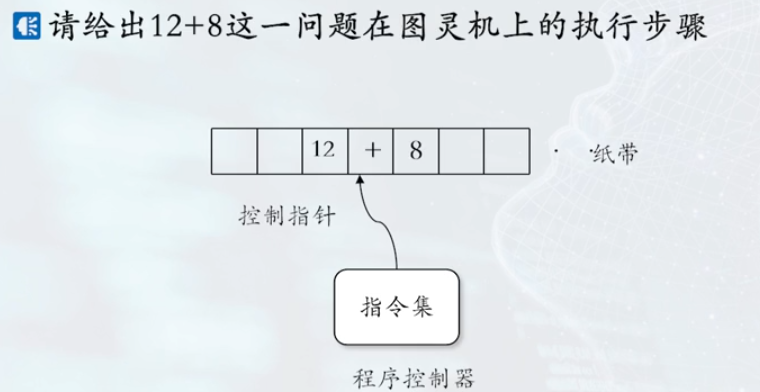 请给出12+8这一问题在图灵机上的执行步骤
12 + 8
纸带
控制指针
指令集
程序控制器